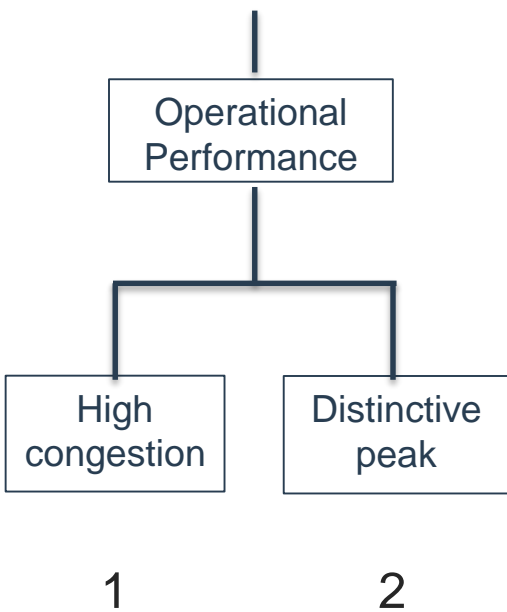 Operational
Performance
High
congestion
Distinctive
peak
1
2